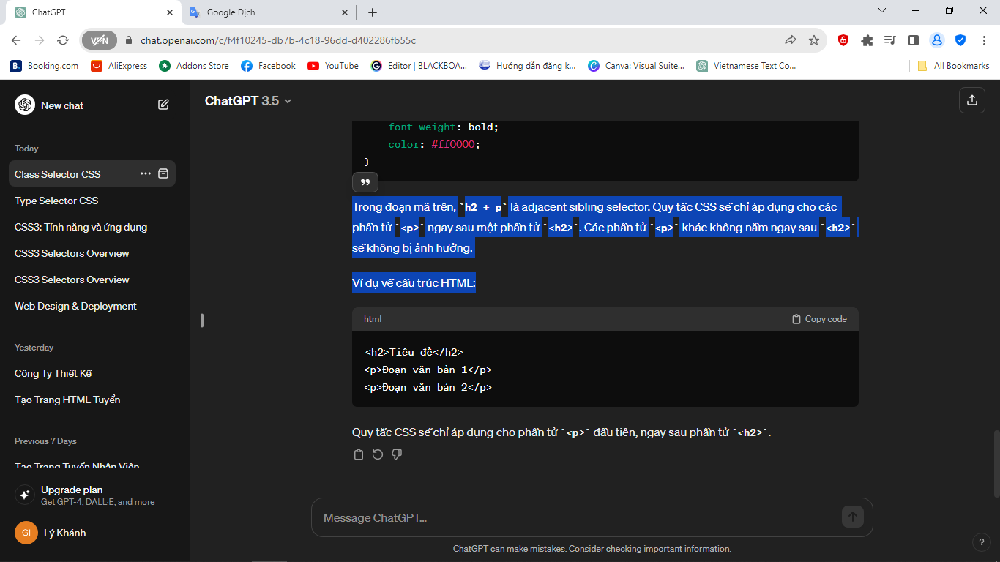 ChatGPT
Google Dịch
VPN
chat.openai.com/c/f4f10245-db7b-4c18-96dd-d402286fb55c
B. Booking.com
AliExpress
Addons Store
Facebook
YouTube
Editor | BLACKBOA...
Hướng dẫn đăng k...
Canva: Visual Suite...
Vietnamese Text Co...
All Bookmarks
New chat
Today
Class Selector CSS
Type Selector CSS
CSS3: Tính năng và ứng dụng
CSS3 Selectors Overview
CSS3 Selectors Overview
Web Design & Deployment
Yesterday
Công Ty Thiết Kế
Tạo Trang HTML Tuyển
Previous 7 Days
Tạo Trang Tuyển Nhân Viên
Upgrade plan
Get GPT-4, DALL·E, and more
GI Lý Khánh
ChatGPT 3.5
font-weight: bold;
color: #ff0000;
}
Trong đoạn mã trên, `h2 + p` là adjacent sibling selector. Quy tắc CSS sẽ chỉ áp dụng cho các
phần tử `<p>` ngay sau một phần tử `<h2>`. Các phần tử `<p>` khác không nằm ngay sau `<h2>`
sẽ không bị ảnh hưởng.
Ví dụ về cấu trúc HTML:
html
Copy code
<h2>Tiêu đề</h2>
<p>Đoạn văn bản 1</p>
<p>Đoạn văn bản 2</p>
Quy tắc CSS sẽ chỉ áp dụng cho phần tử `<p>` đầu tiên, ngay sau phần tử `<h2>`.
Message ChatGPT...
ChatGPT can make mistakes. Consider checking important information.
?